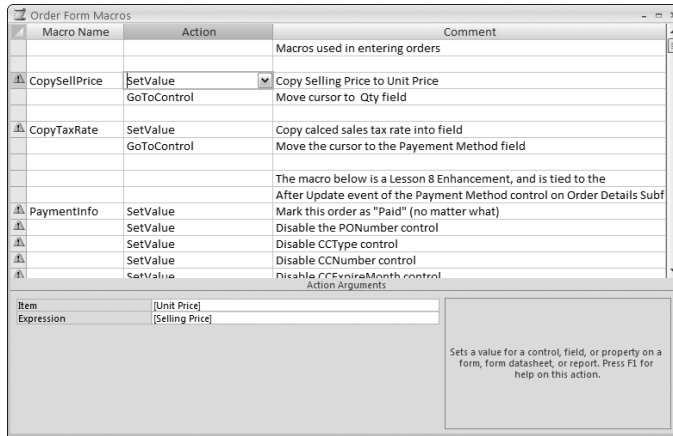 Order Form Macros
Macro Name Action Comment
Macros used in entering orders
CopySellPrice SetValue Copy Selling Price to Unit Price
GoToControl Move cursor to Qty field
CopyTaxRate SetValue Copy calced sales tax rate into field
GoToControl Move the cursor to the Payement Method field
The macro below is a Lesson 8 Enhancement, and is tied to the
After Update event of the Payment Method control on Order Details Subf
PaymentInfo SetValue Mark this order as "Paid" (no matter what)
SetValue Disable the PONumber control
SetValue Disable CCType control
SetValue Disable CCNumber control
SetValue Disable CCExpireMonth control
Action Arguments
Item [Unit Price]
Expression [Selling Price]
Sets a value for a control, field, or property on a
form, form datasheet, or report. Press F1 for
help on this action.